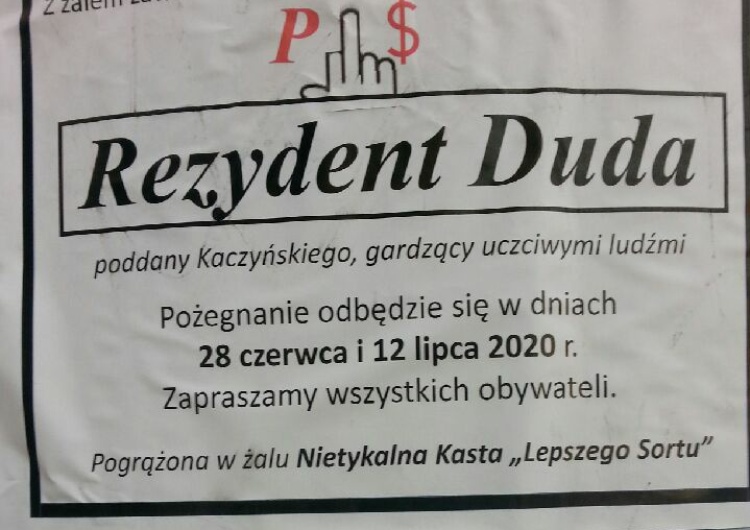 Z żalem
P $
Rezydent Duda
poddany Kaczyńskiego, gardzący uczciwymi ludźmi
Pożegnanie odbędzie się w dniach
28 czerwca i 12 lipca 2020 r.
Zapraszamy wszystkich obywateli.
Pogrążona w żalu Nietykalna Kasta „Lepszego Sortu”